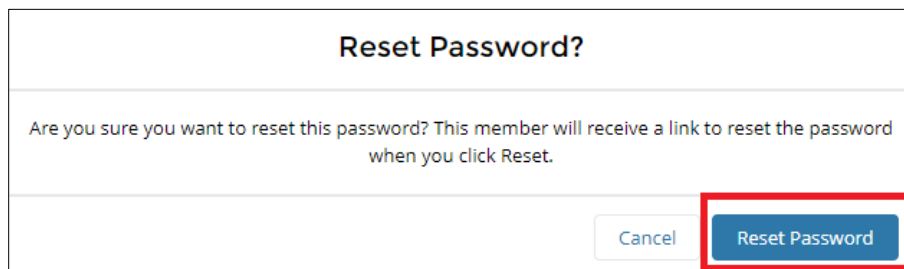 Reset Password?
Are you sure you want to reset this password? This member will receive a link to reset the password
when you click Reset.
Cancel
Reset Password